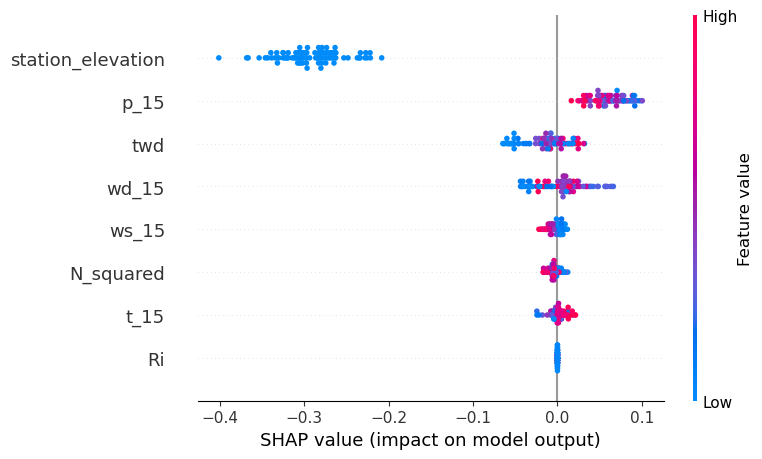 High
station_elevation
p_15
twd
wd_15
ws_15
N_squared
t_15
Ri
Feature value
Low
−0.4 −0.3 −0.2 −0.1 0.0 0.1
SHAP value (impact on model output)